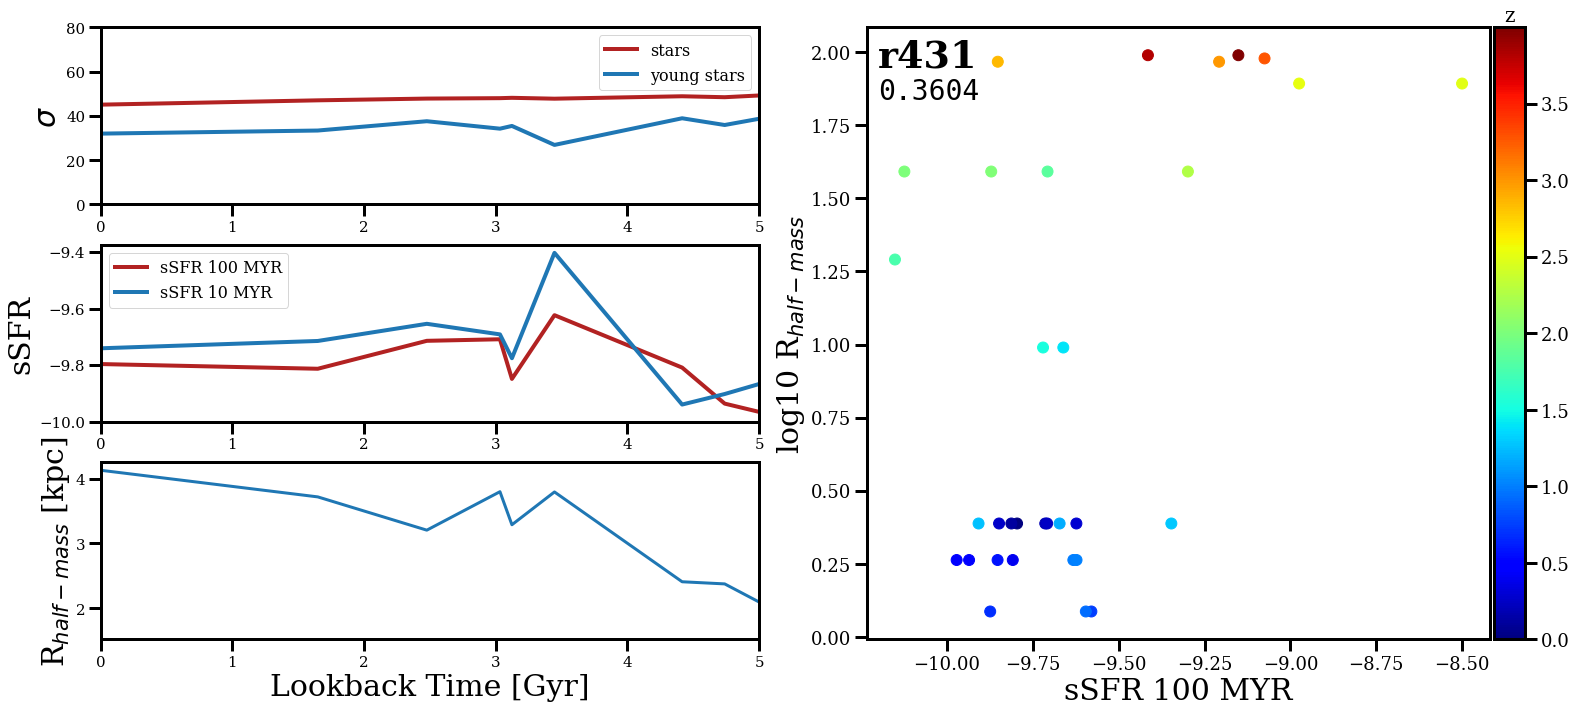 80
60
40
20
0
σ
stars
young stars
0 1 2 3 4 5
−9.4
−9.6
−9.8
−10.0
sSFR
sSFR 100 MYR
sSFR 10 MYR
0 1 2 3 4 5
4
3
2
R_{half−mass} [kpc]
0 1 2 3 4 5
Lookback Time [Gyr]
r431
0.3604
2.00
1.75
1.50
1.25
1.00
0.75
0.50
0.25
0.00
log10 R_{half−mass}
−10.00 −9.75 −9.50 −9.25 −9.00 −8.75 −8.50
sSFR 100 MYR
z
3.5
3.0
2.5
2.0
1.5
1.0
0.5
0.0